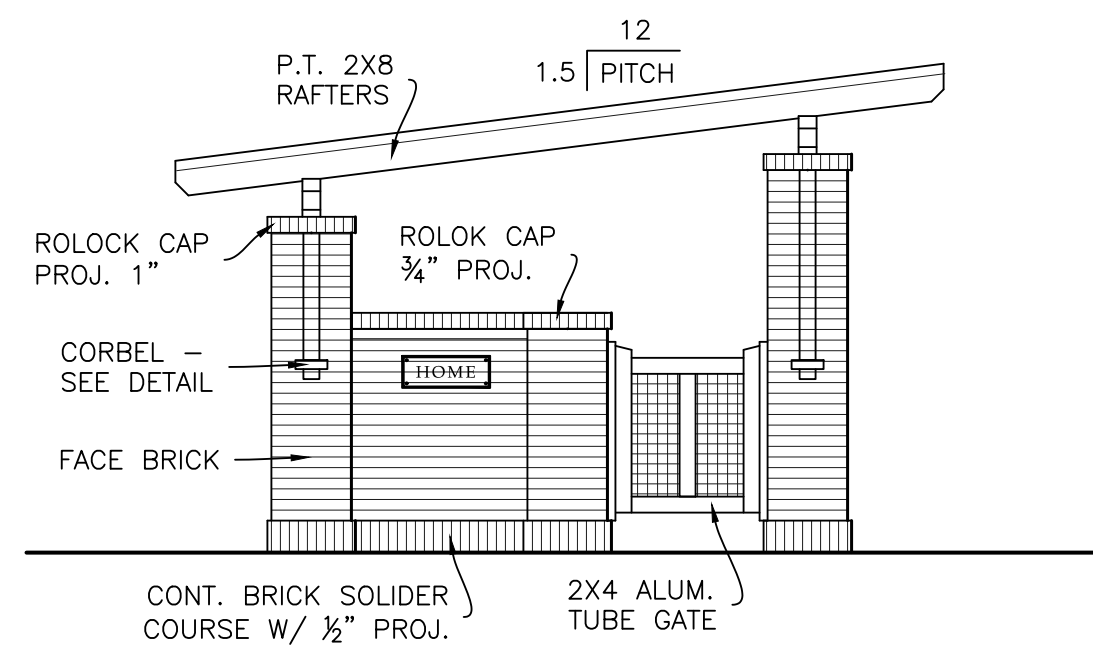 12
1.5 PITCH
P.T. 2X8
RAFTERS
ROLOCK CAP
PROJ. 1"
ROLOK CAP
¾" PROJ.
CORBEL –
SEE DETAIL
HOME
FACE BRICK
CONT. BRICK SOLIDER
COURSE W/ ½" PROJ.
2X4 ALUM.
TUBE GATE